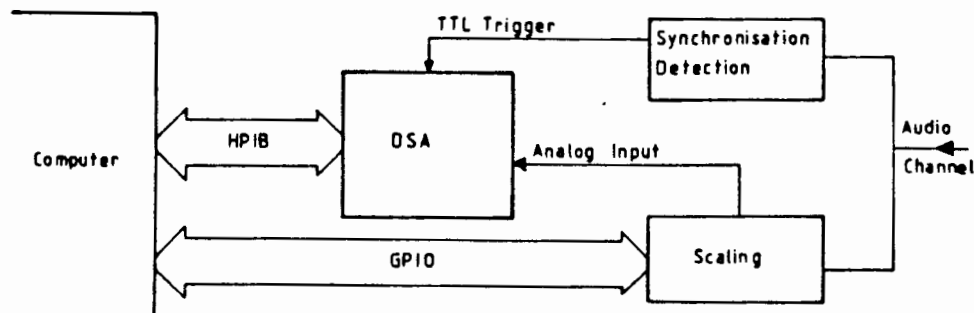 TTL Trigger
Synchronisation
Detection
HPIB
DSA
Audio
Computer
Analog Input
Channel
GPIO
Scaling